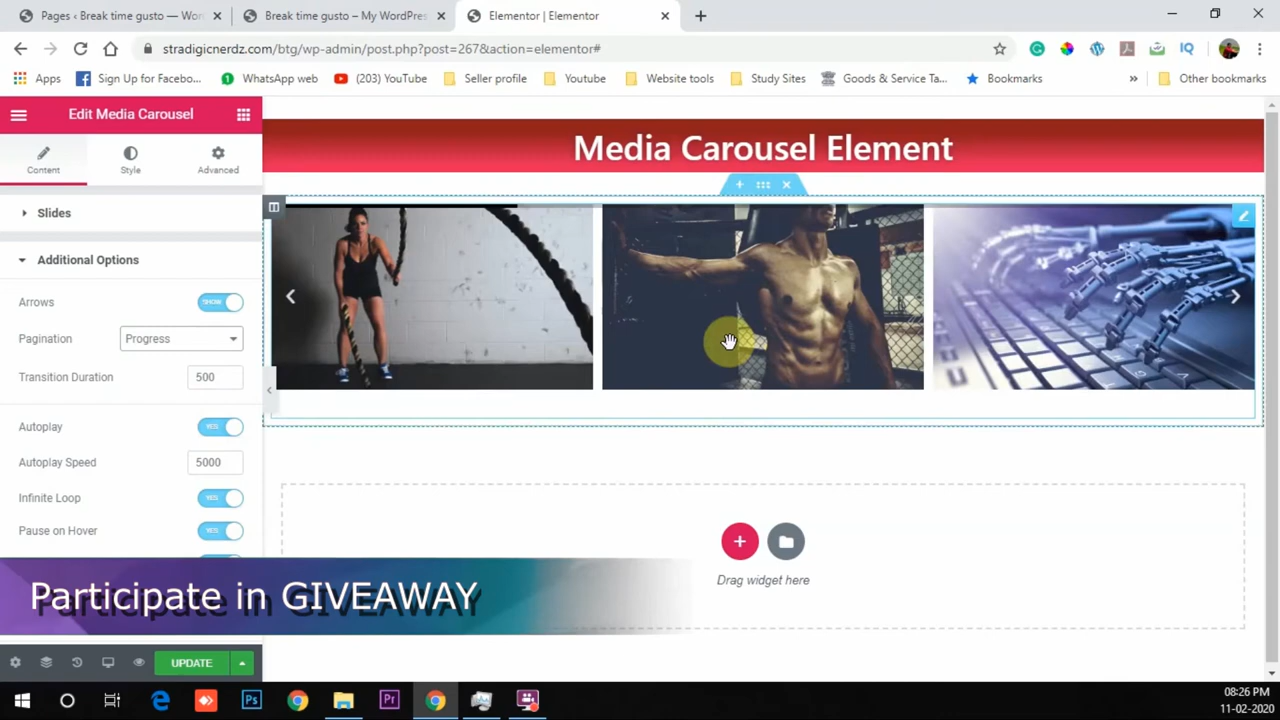 Pages ‹ Break time gusto — Wor
Break time gusto – My WordPres
Elementor | Elementor
stradigicnerdz.com/btg/wp-admin/post.php?post=267&action=elementor#
Apps
Sign Up for Facebo...
WhatsApp web
(203) YouTube
Seller profile
Youtube
Website tools
Study Sites
Goods & Service Ta...
Bookmarks
»
Other bookmarks
Edit Media Carousel
Content
Style
Advanced
Slides
Additional Options
Arrows
SHOW
Pagination
Progress
Transition Duration
500
Autoplay
YES
Autoplay Speed
5000
Infinite Loop
YES
Pause on Hover
YES
Media Carousel Element
Drag widget here
Participate in GIVEAWAY
UPDATE
08:26 PM
11-02-2020